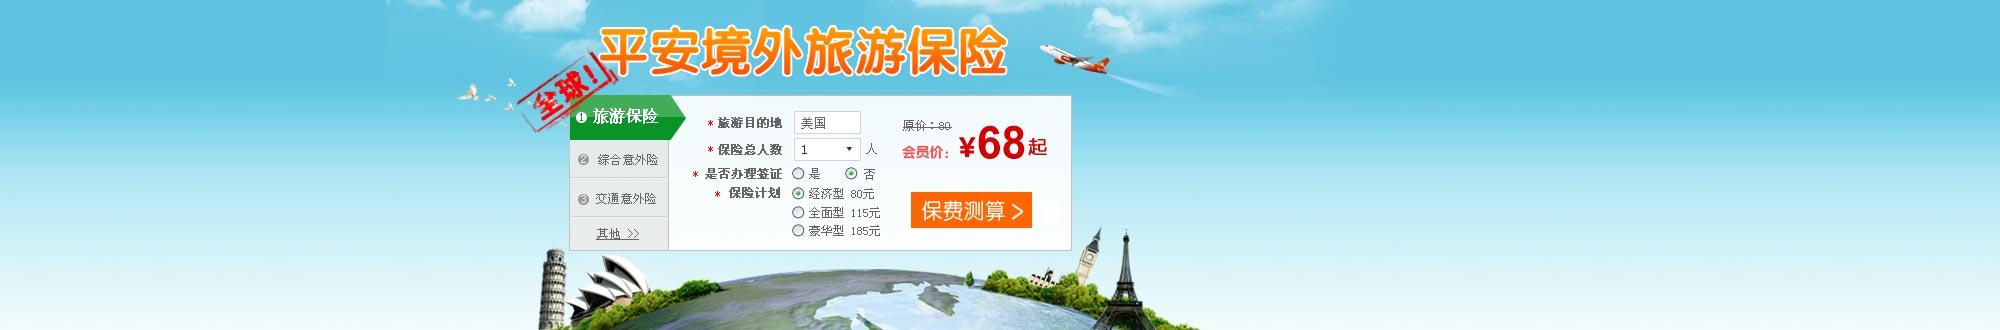 平安境外旅游保险
全球！
1 旅游保险
2 综合意外险
3 交通意外险
其他 >>
* 旅游目的地 美国
* 保险总人数 1 人
* 是否办理签证 是 否
* 保险计划 经济型 80元
全面型 115元
豪华型 185元
原价：80
会员价：¥68起
保费测算 >